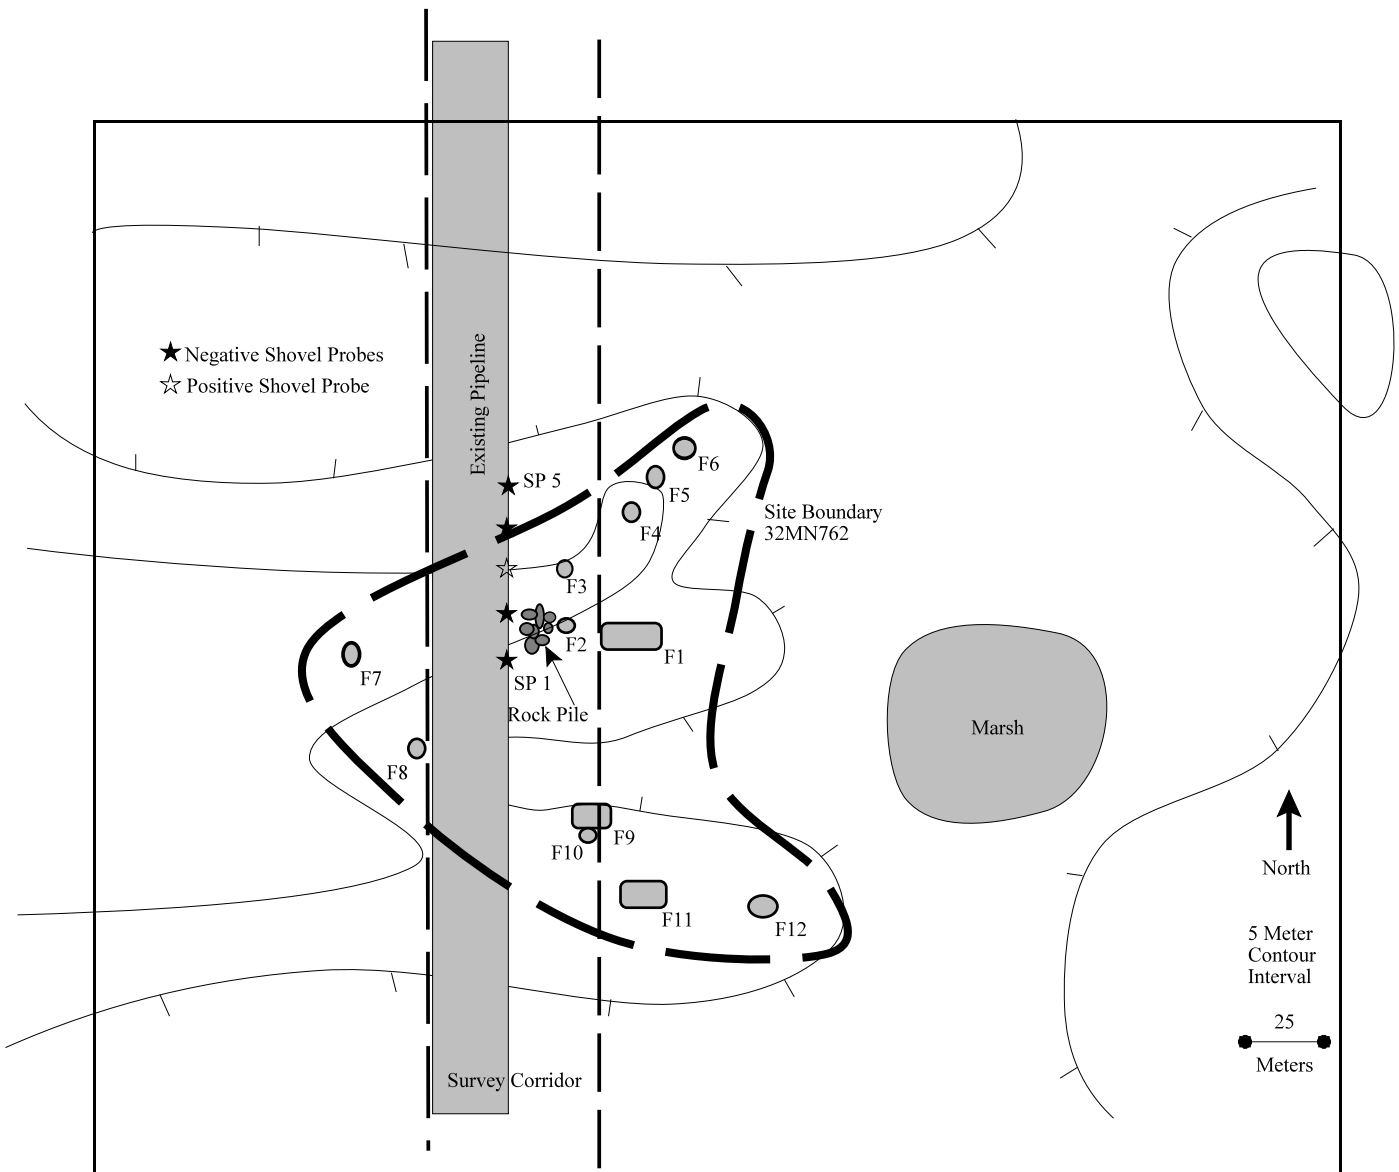 Negative Shovel Probes
Positive Shovel Probe
Existing Pipeline
SP 5
F6
F5
F4
Site Boundary
32MN762
F3
F2
F1
F7
SP 1
Rock Pile
Marsh
F8
F9
F10
North
F11
F12
5 Meter
Contour
Interval
25
Meters
Survey Corridor